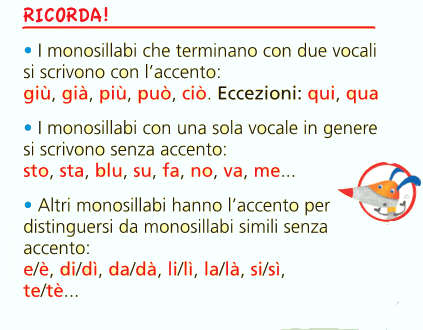 RICORDA!
• I monosillabi che terminano con due vocali
si scrivono con l'accento:
giù, già, più, può, ciò. Eccezioni: qui, qua
• I monosillabi con una sola vocale in genere
si scrivono senza accento:
sto, sta, blu, su, fa, no, va, me...
• Altri monosillabi hanno l'accento per
distinguersi da monosillabi simili senza
accento:
e/è, di/dì, da/dà, li/lì, la/là, si/sì,
te/tè...